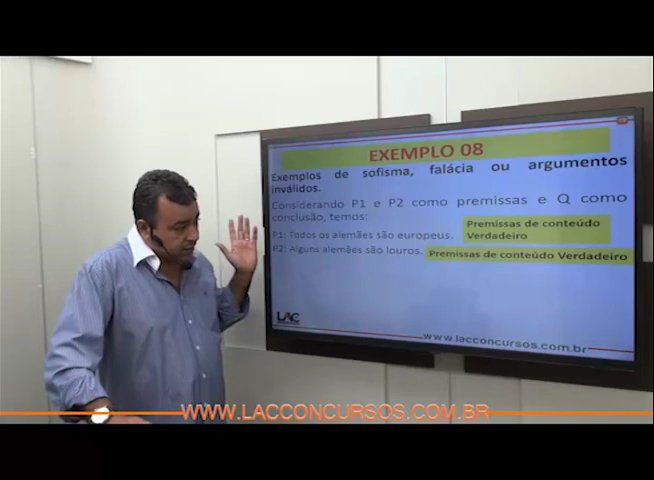 EXEMPLO 08
Exemplos de sofisma, falácia ou argumentos
inválidos.
Considerando P1 e P2 como premissas e Q como
conclusão, temos:
P1: Todos os alemães são europeus.
Premissas de conteúdo
Verdadeiro
P2: Alguns alemães são louros.
Premissas de conteúdo Verdadeiro
LAC
www.lacconcursos.com.br
WWW.LACCONCURSOS.COM.BR